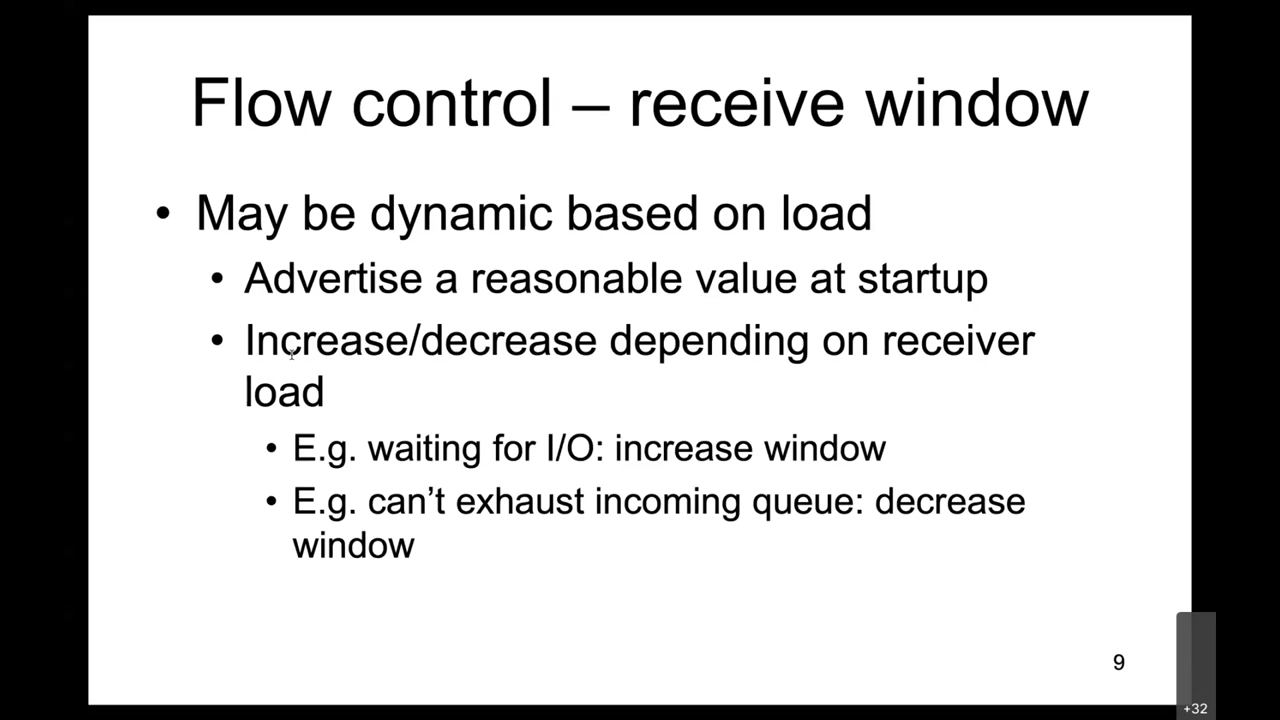 Flow control – receive window
• May be dynamic based on load
• Advertise a reasonable value at startup
• Increase/decrease depending on receiver
load
• E.g. waiting for I/O: increase window
• E.g. can’t exhaust incoming queue: decrease
window
9
+32